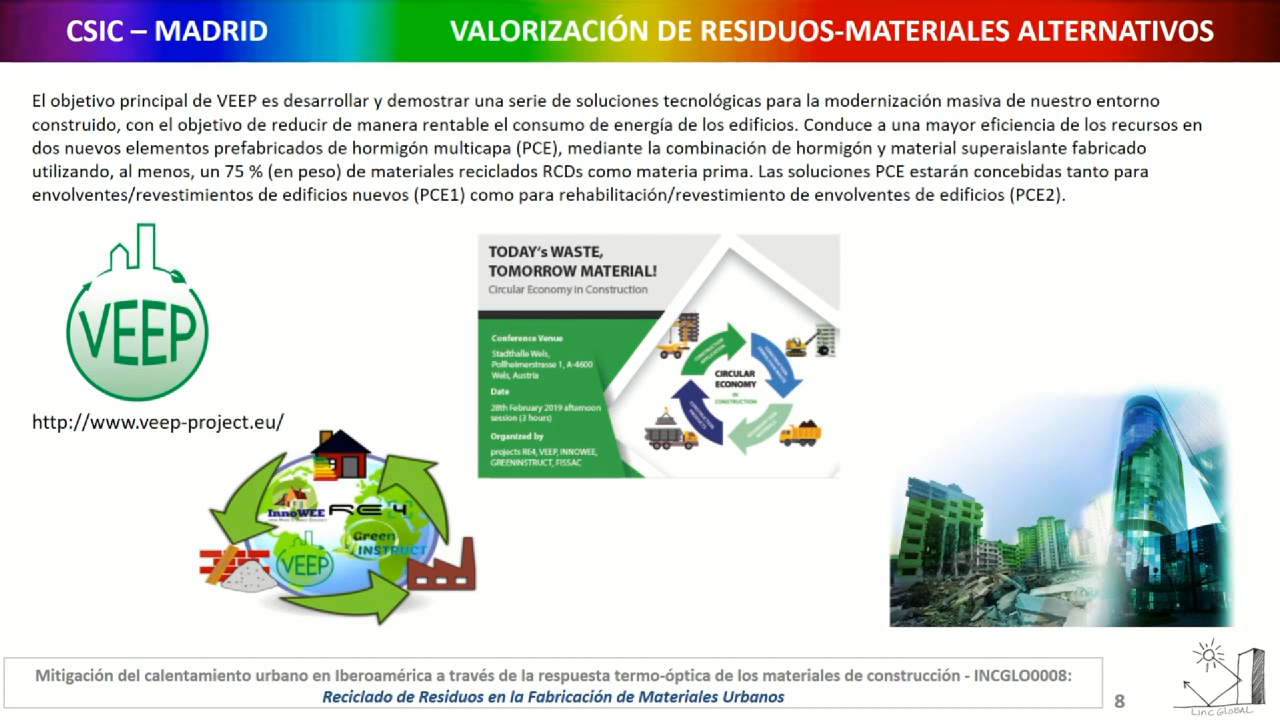 CSIC – MADRID
VALORIZACIÓN DE RESIDUOS-MATERIALES ALTERNATIVOS
El objetivo principal de VEEP es desarrollar y demostrar una serie de soluciones tecnológicas para la modernización masiva de nuestro entorno
construido, con el objetivo de reducir de manera rentable el consumo de energía de los edificios. Conduce a una mayor eficiencia de los recursos en
dos nuevos elementos prefabricados de hormigón multicapa (PCE), mediante la combinación de hormigón y material superaislante fabricado
utilizando, al menos, un 75 % (en peso) de materiales reciclados RCDs como materia prima. Las soluciones PCE estarán concebidas tanto para
envolventes/revestimientos de edificios nuevos (PCE1) como para rehabilitación/revestimiento de envolventes de edificios (PCE2).
VEEP
http://www.veep-project.eu/
TODAY's WASTE,
TOMORROW MATERIAL!
Circular Economy in Construction
Conference Venue
Stadthalle Wels,
Pollheimerstrasse 1, A-4600
Wels, Austria
Date
28th February 2019 afternoon
session (3 hours)
Organized by
projects RE4, VEEP, INNOWEE,
GREENINSTRUCT, FISSAC
CIRCULAR
ECONOMY
IN
CONSTRUCTION
InnoWEE
RE4
Green
INSTRUCT
VEEP
Mitigación del calentamiento urbano en Iberoamérica a través de la respuesta termo-óptica de los materiales de construcción - INCGLO0008:
Reciclado de Residuos en la Fabricación de Materiales Urbanos
8
LINCGLOBAL